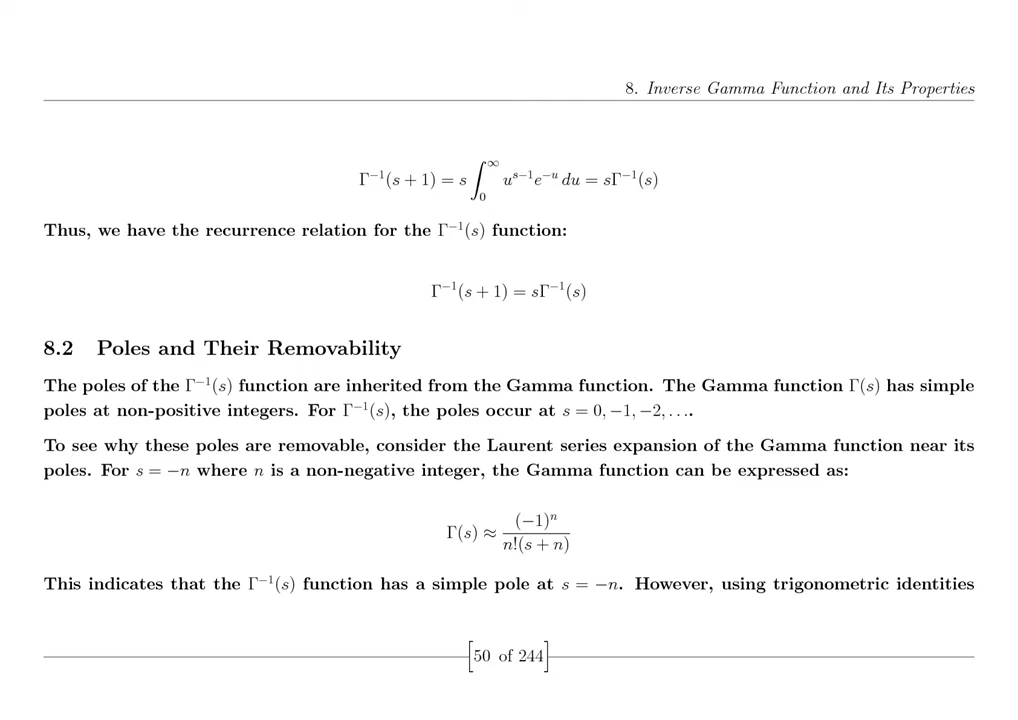 8. Inverse Gamma Function and Its Properties
Γ⁻¹(s + 1) = s ∫₀^∞ uˢ⁻¹e⁻ᵘ du = sΓ⁻¹(s)
Thus, we have the recurrence relation for the Γ⁻¹(s) function:
Γ⁻¹(s + 1) = sΓ⁻¹(s)
8.2 Poles and Their Removability
The poles of the Γ⁻¹(s) function are inherited from the Gamma function. The Gamma function Γ(s) has simple
poles at non-positive integers. For Γ⁻¹(s), the poles occur at s = 0, −1, −2, . . ..
To see why these poles are removable, consider the Laurent series expansion of the Gamma function near its
poles. For s = −n where n is a non-negative integer, the Gamma function can be expressed as:
Γ(s) ≈ (−1)ⁿ / n!(s + n)
This indicates that the Γ⁻¹(s) function has a simple pole at s = −n. However, using trigonometric identities
[50 of 244]